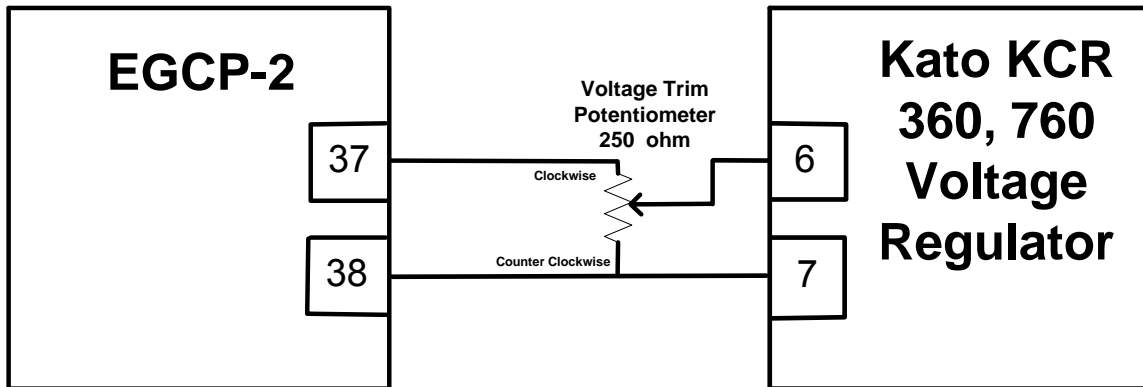 EGCP-2
37
38
Voltage Trim
Potentiometer
250 ohm
Clockwise
Counter Clockwise
Kato KCR
360, 760
Voltage
Regulator
6
7